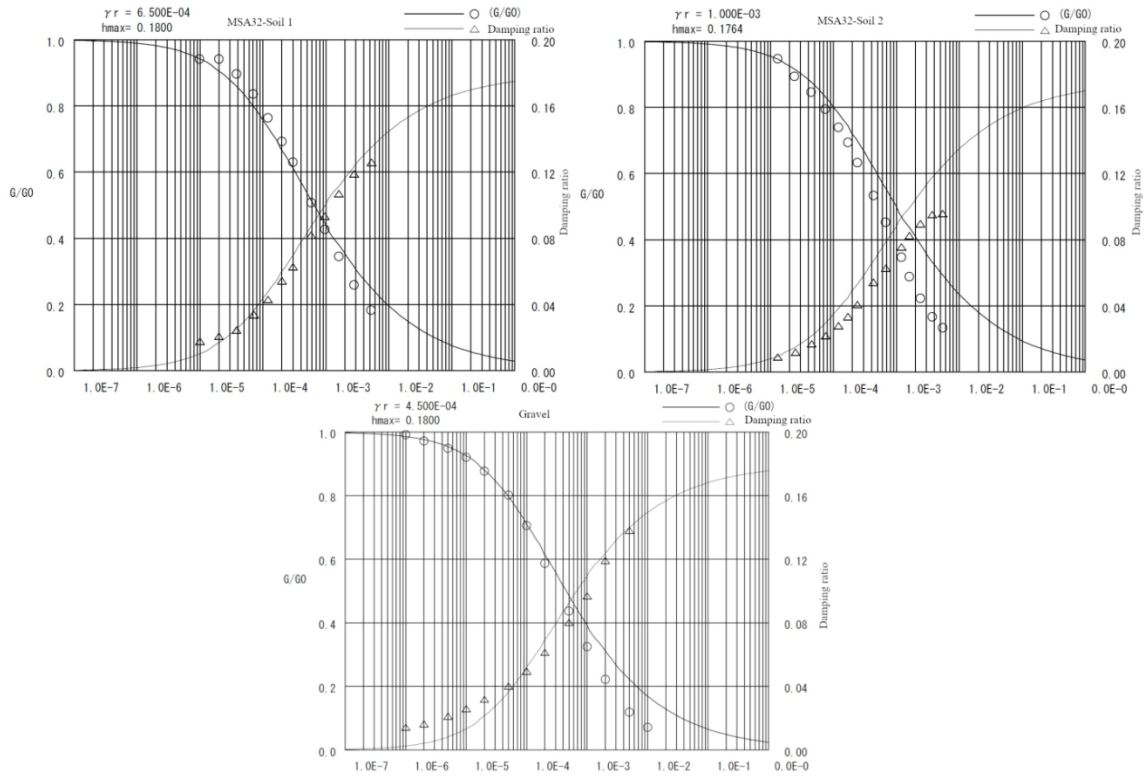 γr = 6.500E-04
hmax= 0.1800
MSA32-Soil 1
(G/G0)
Damping ratio
1.0
0.8
0.6
0.4
0.2
0.0
G/G0
0.20
0.16
0.12
0.08
0.04
0.00
Damping ratio
1.0E-7 1.0E-6 1.0E-5 1.0E-4 1.0E-3 1.0E-2 1.0E-1 0.0E-0
γr = 1.000E-03
hmax= 0.1764
MSA32-Soil 2
(G/G0)
Damping ratio
1.0
0.8
0.6
0.4
0.2
0.0
G/G0
0.20
0.16
0.12
0.08
0.04
0.00
Damping ratio
1.0E-7 1.0E-6 1.0E-5 1.0E-4 1.0E-3 1.0E-2 1.0E-1 0.0E-0
γr = 4.500E-04
hmax= 0.1800
Gravel
(G/G0)
Damping ratio
1.0
0.8
0.6
0.4
0.2
0.0
G/G0
0.20
0.16
0.12
0.08
0.04
0.00
Damping ratio
1.0E-7 1.0E-6 1.0E-5 1.0E-4 1.0E-3 1.0E-2 1.0E-1 0.0E-0